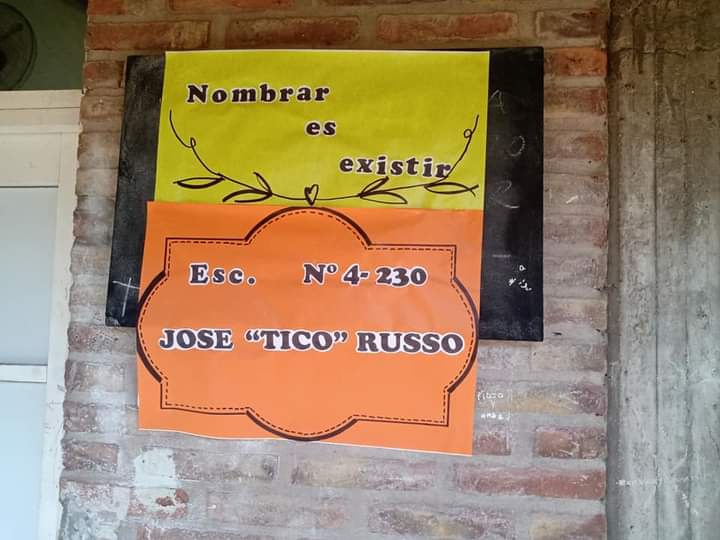 Nombrar
es
existir
Esc. Nº 4-230
JOSE “TICO” RUSSO